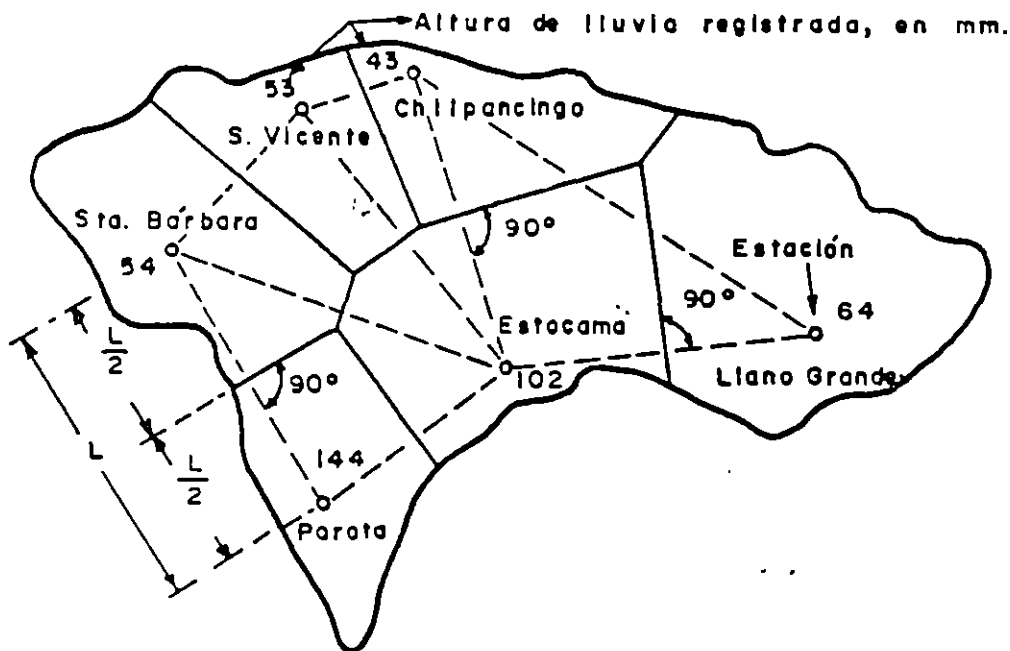 Altura de lluvia registrada, en mm.
43
53
Chilpancingo
S. Vicente
Sta. Bárbara
54
90°
Estación
64
90°
Estocama
102
Llano Grande
L/2
90°
L
L/2
144
Parota